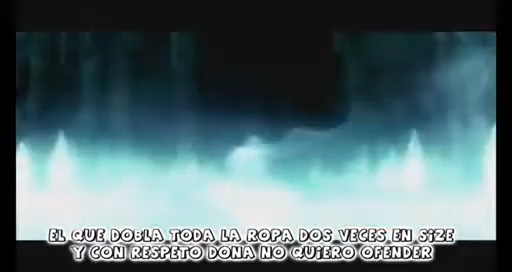 EL QUE DOBLA TODA LA ROPA DOS VECES EN SIZE
Y CON RESPETO DONA NO QUIERO OFENDER